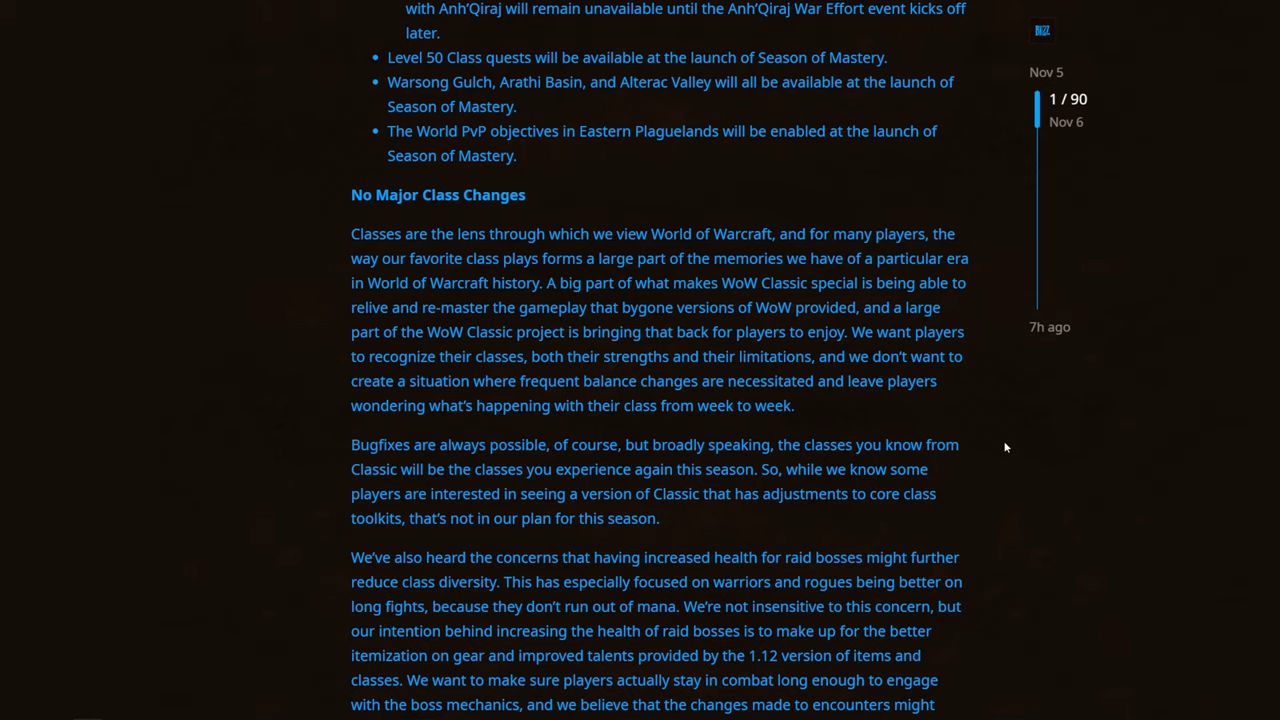 with Anh’Qiraj will remain unavailable until the Anh’Qiraj War Effort event kicks off
later.
• Level 50 Class quests will be available at the launch of Season of Mastery.
• Warsong Gulch, Arathi Basin, and Alterac Valley will all be available at the launch of
Season of Mastery.
• The World PvP objectives in Eastern Plaguelands will be enabled at the launch of
Season of Mastery.
No Major Class Changes
Classes are the lens through which we view World of Warcraft, and for many players, the
way our favorite class plays forms a large part of the memories we have of a particular era
in World of Warcraft history. A big part of what makes WoW Classic special is being able to
relive and re-master the gameplay that bygone versions of WoW provided, and a large
part of the WoW Classic project is bringing that back for players to enjoy. We want players
to recognize their classes, both their strengths and their limitations, and we don’t want to
create a situation where frequent balance changes are necessitated and leave players
wondering what’s happening with their class from week to week.
Bugfixes are always possible, of course, but broadly speaking, the classes you know from
Classic will be the classes you experience again this season. So, while we know some
players are interested in seeing a version of Classic that has adjustments to core class
toolkits, that’s not in our plan for this season.
We’ve also heard the concerns that having increased health for raid bosses might further
reduce class diversity. This has especially focused on warriors and rogues being better on
long fights, because they don’t run out of mana. We’re not insensitive to this concern, but
our intention behind increasing the health of raid bosses is to make up for the better
itemization on gear and improved talents provided by the 1.12 version of items and
classes. We want to make sure players actually stay in combat long enough to engage
with the boss mechanics, and we believe that the changes made to encounters might
BLIZZ
Nov 5
1 / 90
Nov 6
7h ago